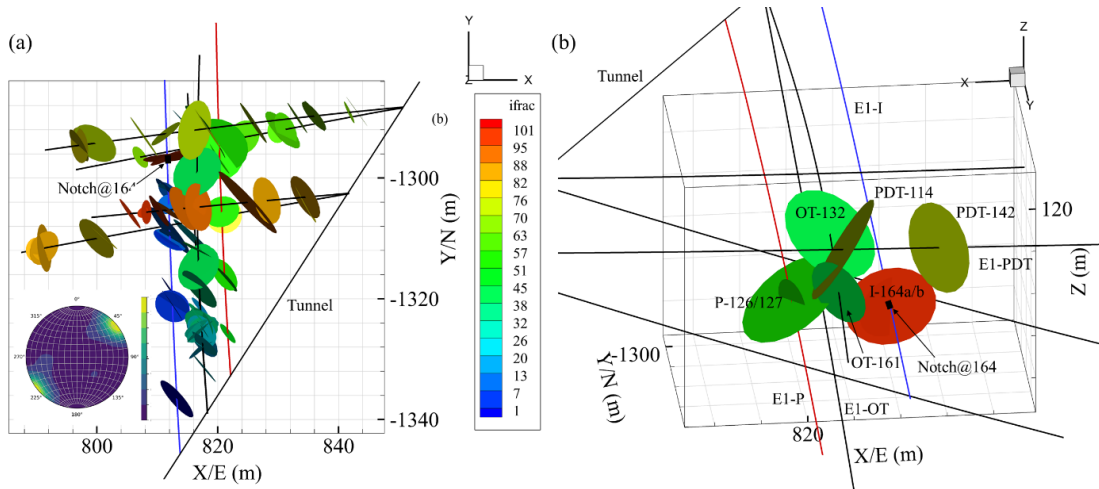 (a)
Y
Z
X
Tunnel
(b)
ifrac
101
95
88
82
76
70
63
57
51
45
38
32
26
20
13
7
1
Notch@164
Tunnel
-1300
-1320
-1340
Y/N (m)
800
820
840
X/E (m)
0°
45°
90°
135°
180°
225°
270°
(b)
Z
X
Y
Tunnel
E1-I
PDT-114
OT-132
PDT-142
120
E1-PDT
Z (m)
P-126/127
I-164a/b
-1300
Y/N (m)
OT-161
Notch@164
E1-P
E1-OT
820
X/E (m)